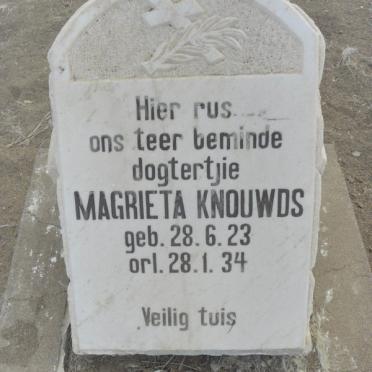 Hier rus
ons teer beminde
dogtertjie
MAGRIETA KNOUWDS
geb. 28. 6. 23
orl. 28. 1. 34
Veilig tuis